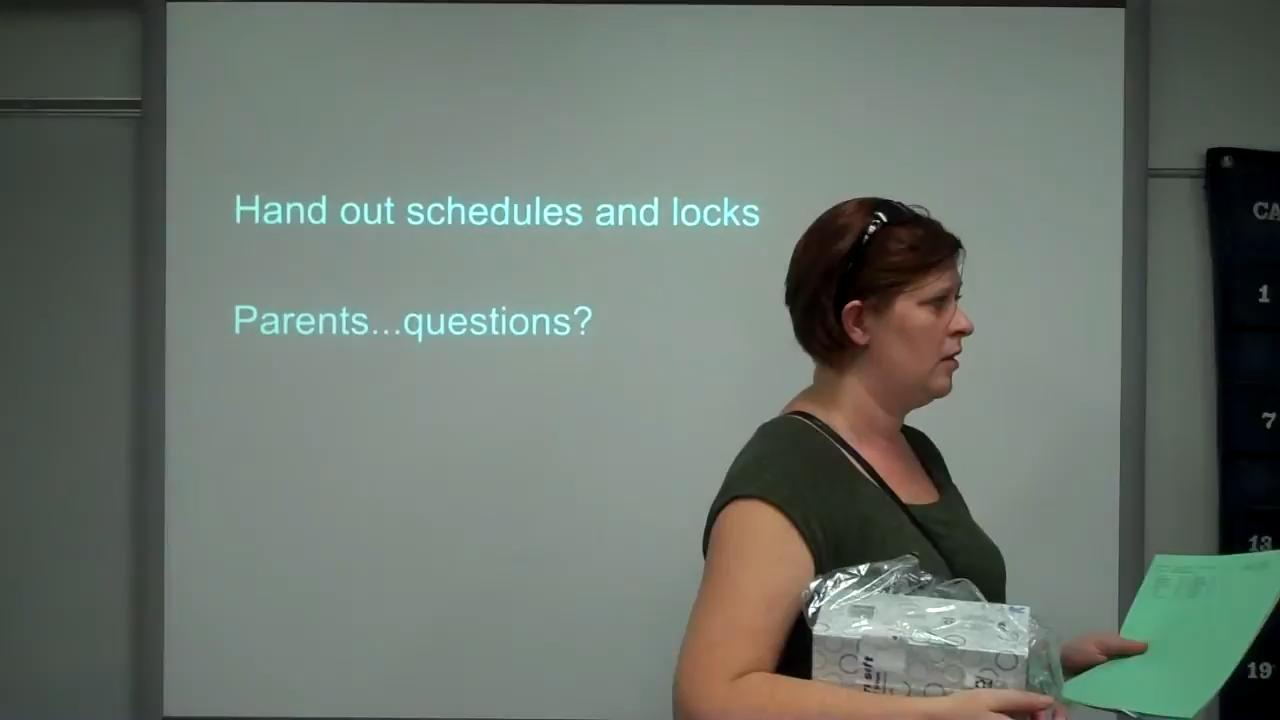 Hand out schedules and locks
Parents...questions?
CA
1
7
13
19